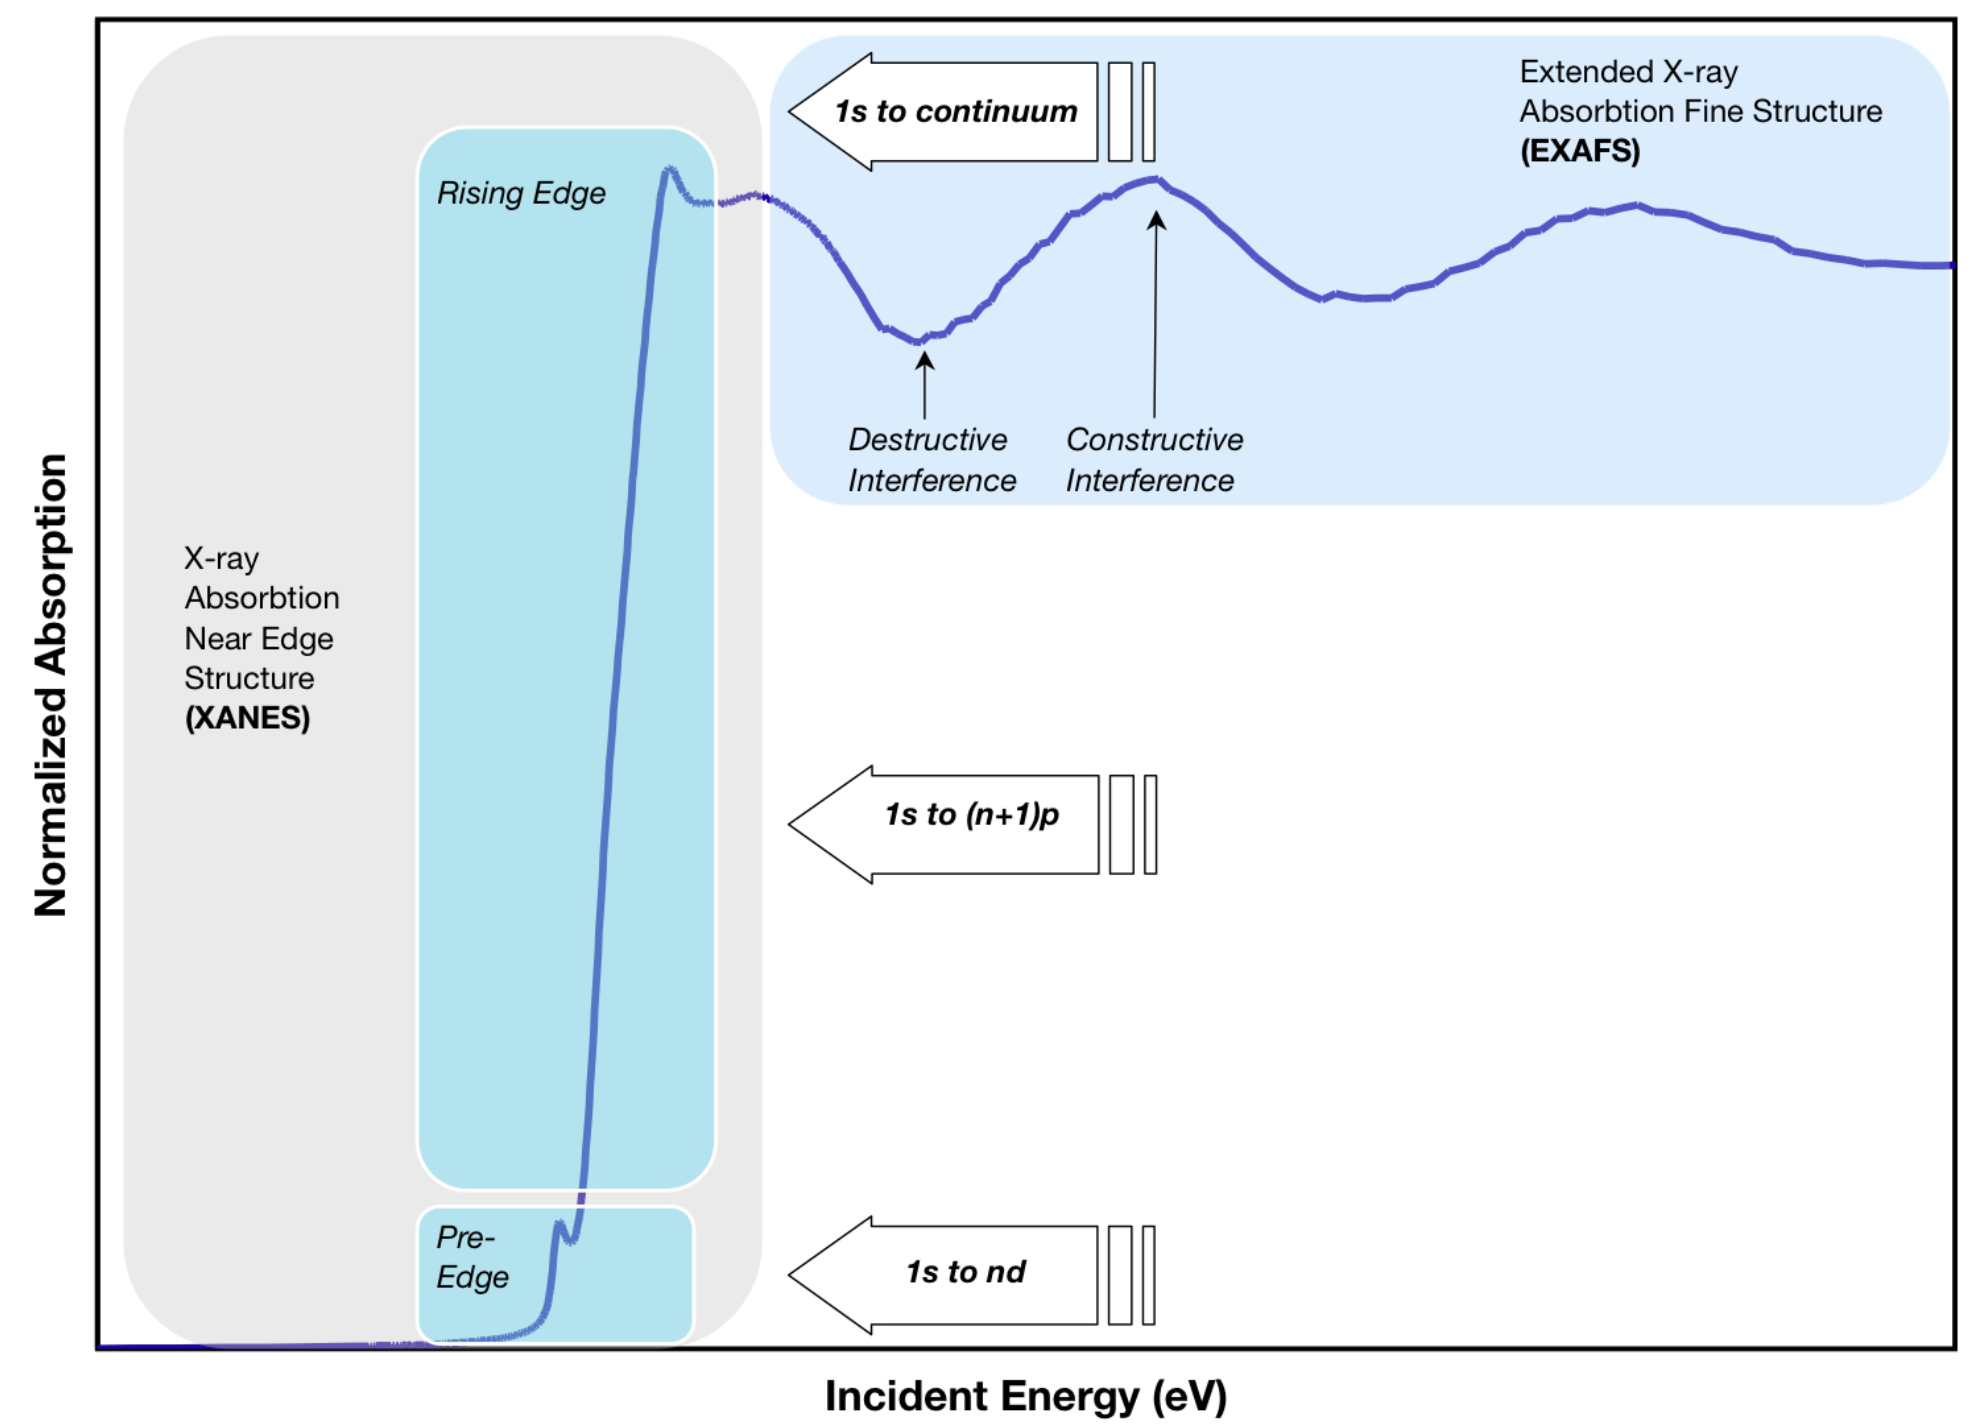 1s to continuum
Extended X-ray
Absorbtion Fine Structure
(EXAFS)
Rising Edge
Destructive
Interference
Constructive
Interference
X-ray
Absorbtion
Near Edge
Structure
(XANES)
1s to (n+1)p
Pre-
Edge
1s to nd
Normalized Absorption
Incident Energy (eV)